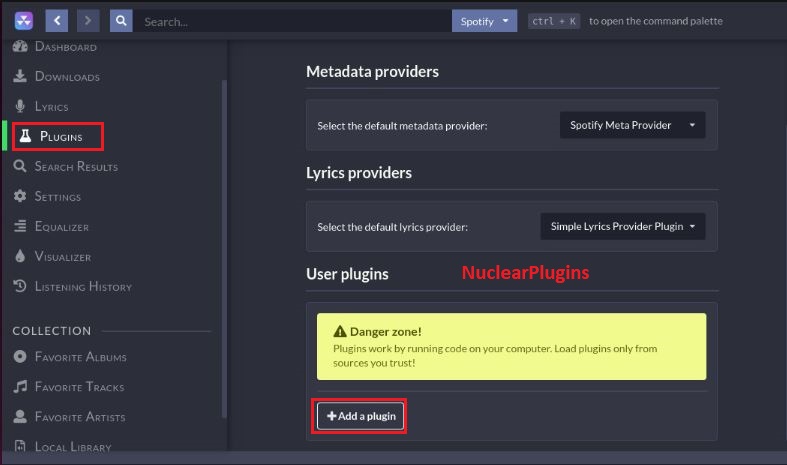 Search...
Spotify
ctrl + K to open the command palette
Dashboard
Downloads
Lyrics
Plugins
Search Results
Settings
Equalizer
Visualizer
Listening History
COLLECTION
Favorite Albums
Favorite Tracks
Favorite Artists
Local Library
Metadata providers
Select the default metadata provider:
Spotify Meta Provider
Lyrics providers
Select the default lyrics provider:
Simple Lyrics Provider Plugin
User plugins
NuclearPlugins
Danger zone!
Plugins work by running code on your computer. Load plugins only from
sources you trust!
Add a plugin